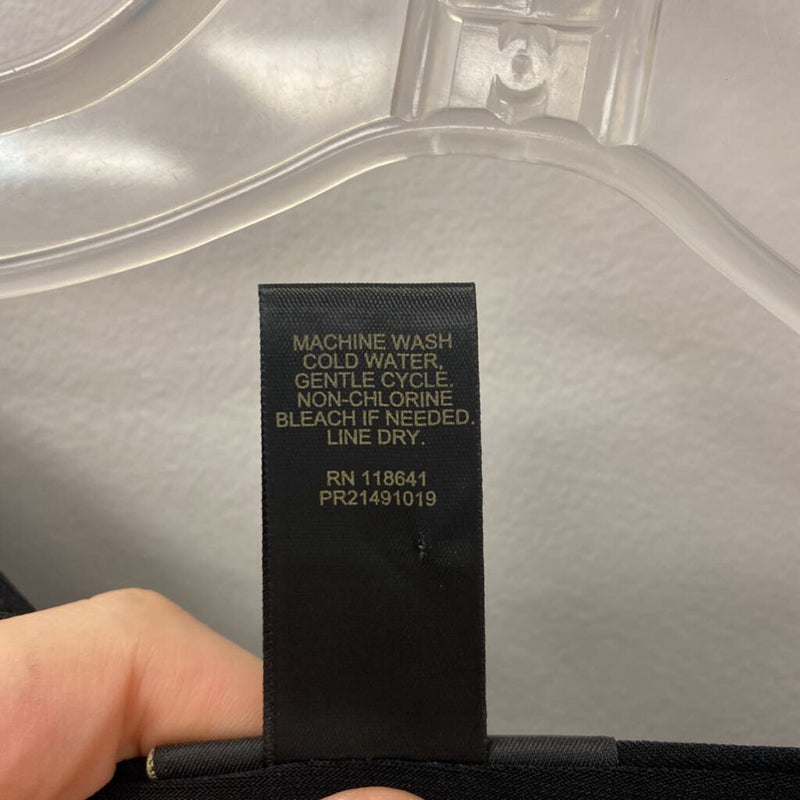 MACHINE WASH
COLD WATER,
GENTLE CYCLE.
NON-CHLORINE
BLEACH IF NEEDED.
LINE DRY.
RN 118641
PR21491019